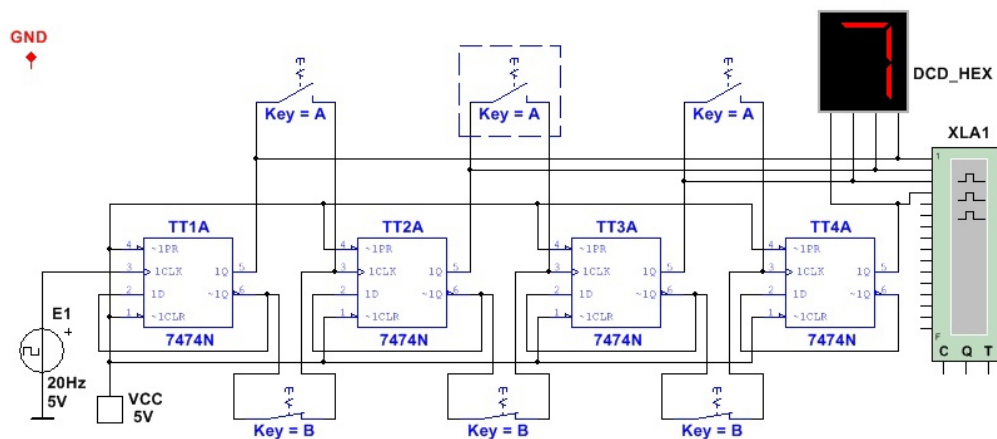 GND
Key = A
Key = A
Key = A
DCD_HEX
XLA1
1
F
C Q T
TT1A
4 ~1PR
3 1CLK 1Q 5
2 1D ~1Q 6
1 ~1CLR
7474N
TT2A
4 ~1PR
3 1CLK 1Q 5
2 1D ~1Q 6
1 ~1CLR
7474N
TT3A
4 ~1PR
3 1CLK 1Q 5
2 1D ~1Q 6
1 ~1CLR
7474N
TT4A
4 ~1PR
3 1CLK 1Q 5
2 1D ~1Q 6
1 ~1CLR
7474N
E1
+
20Hz
5V
VCC
5V
Key = B
Key = B
Key = B